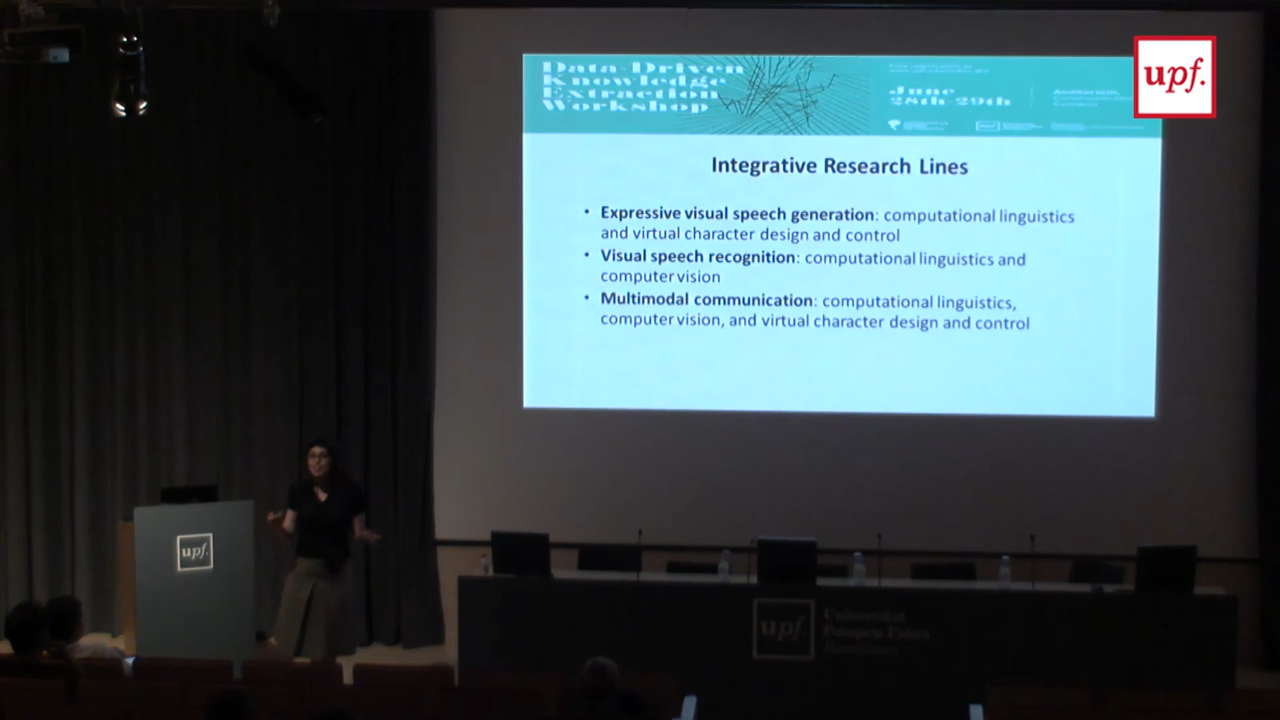 Data-Driven
Knowledge
Extraction
Workshop
June
28th-29th
upf.
Integrative Research Lines
• Expressive visual speech generation: computational linguistics
and virtual character design and control
• Visual speech recognition: computational linguistics and
computer vision
• Multimodal communication: computational linguistics,
computer vision, and virtual character design and control
upf.
upf.
Universitat
Pompeu Fabra
Barcelona